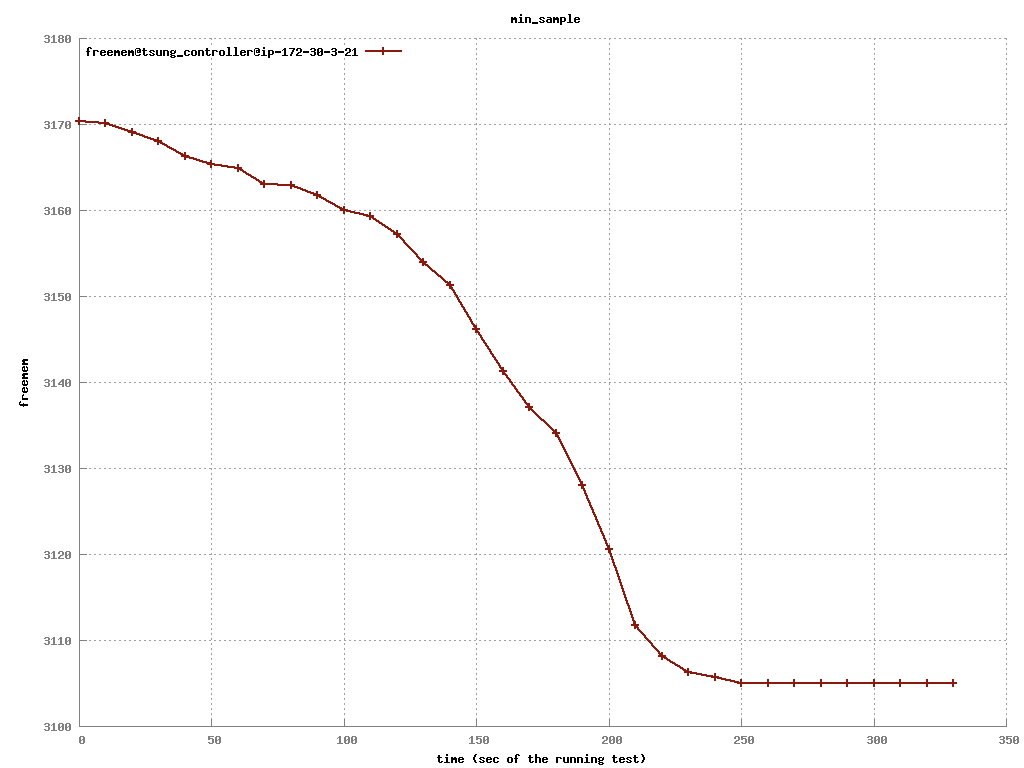 min_sample
freemem@tsung_controller@ip-172-30-3-21
3180
3170
3160
3150
3140
3130
3120
3110
3100
freemem
0 50 100 150 200 250 300 350
time (sec of the running test)